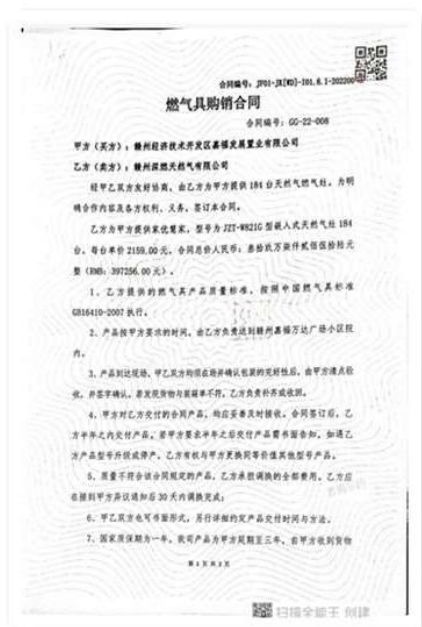 合同编号：JF01-JX[WD]-I01.6.1-202200
燃气具购销合同
合同编号：GC-22-008
甲方（买方）：赣州经济技术开发区嘉福发展置业有限公司
乙方（卖方）：赣州深燃天然气有限公司
经甲乙双方友好协商，由乙方为甲方提供184台天然气燃气灶。为明
确合作内容及各方权利、义务，签订本合同。
乙方为甲方提供家优慧家，型号为JZT-W821G型嵌入式天然气灶184
台，每台单价2159.00元，合同总价人民币：叁拾玖万柒仟贰佰伍拾陆元
整（RMB：397256.00元）。
1、乙方提供的燃气具产品质量标准，按照中国燃气具标准
GB16410-2007执行。
2、产品按甲方要求的时间，由乙方负责送到赣州嘉福万达广场小区院
内。
3、产品到达现场，甲乙双方均须在场并确认包装的完好性后，由甲方清点验
收，并签字确认。若发现货物与装箱单不符，乙方负责补齐或收回。
4、甲方对乙方交付的合同产品，均应妥善及时接收。合同签订后，乙
方半年之内交付产品，若甲方要求半年之后交付产品需书面告知，如遇乙
方产品型号升级或停产，乙方有权与甲方更换同等价值其他型号产品。
5、质量不符合该合同规定的产品，乙方承担调换的全部费用。乙方应
在接到甲方异议通知后30天内调换完成；
6、甲乙双方也可书面形式，另行详细约定产品交付时间与方法。
7、国家质保期为一年，我司产品为甲方延期至三年，自甲方收到货物
第1页共2页
扫描全能王 创建